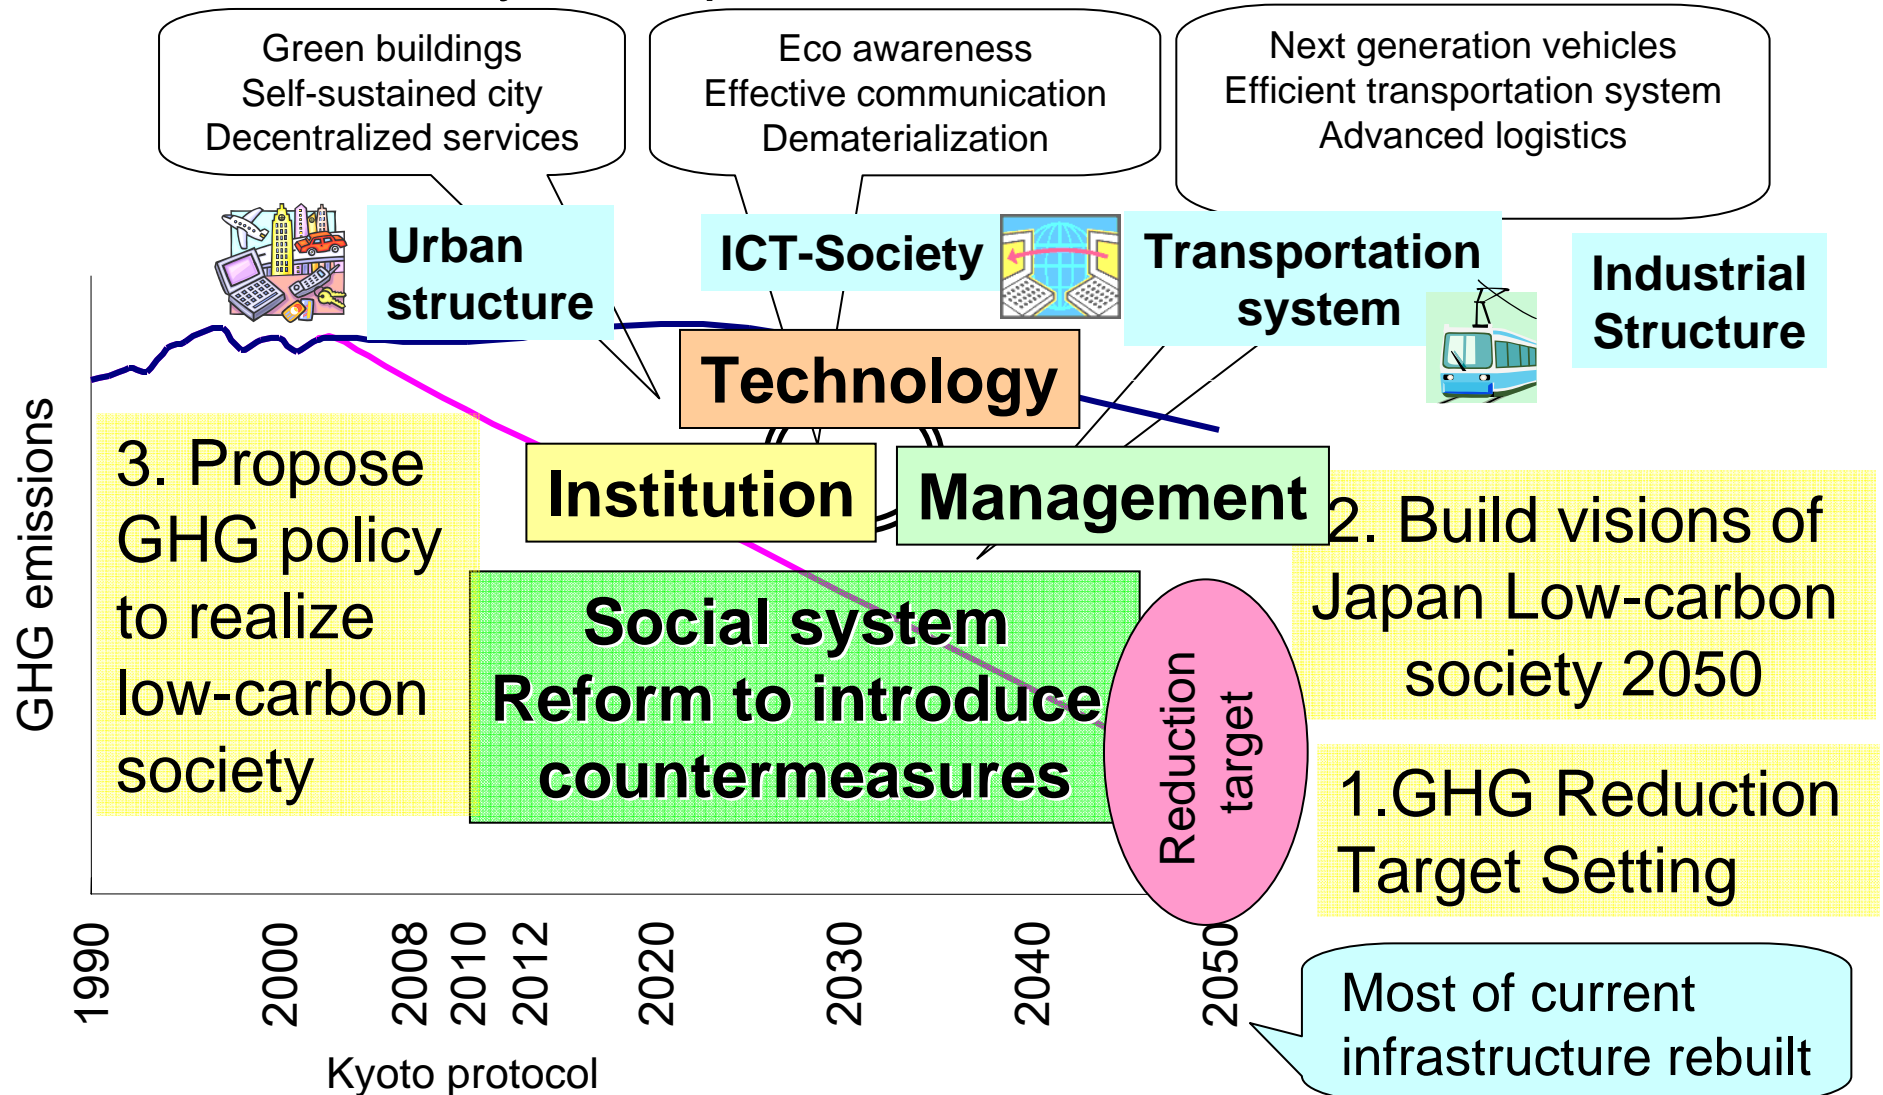 Green buildings
Self-sustained city
Decentralized services
Eco awareness
Effective communication
Dematerialization
Next generation vehicles
Efficient transportation system
Advanced logistics
Urban
structure
ICT-Society
Transportation
system
Industrial
Structure
Technology
Institution
Management
GHG emissions
3. Propose
GHG policy
to realize
low-carbon
society
Social system
Reform to introduce
countermeasures
Reduction
target
2. Build visions of
Japan Low-carbon
society 2050
1.GHG Reduction
Target Setting
1990
2000
2008
2010
2012
2020
2030
2040
2050
Kyoto protocol
Most of current
infrastructure rebuilt